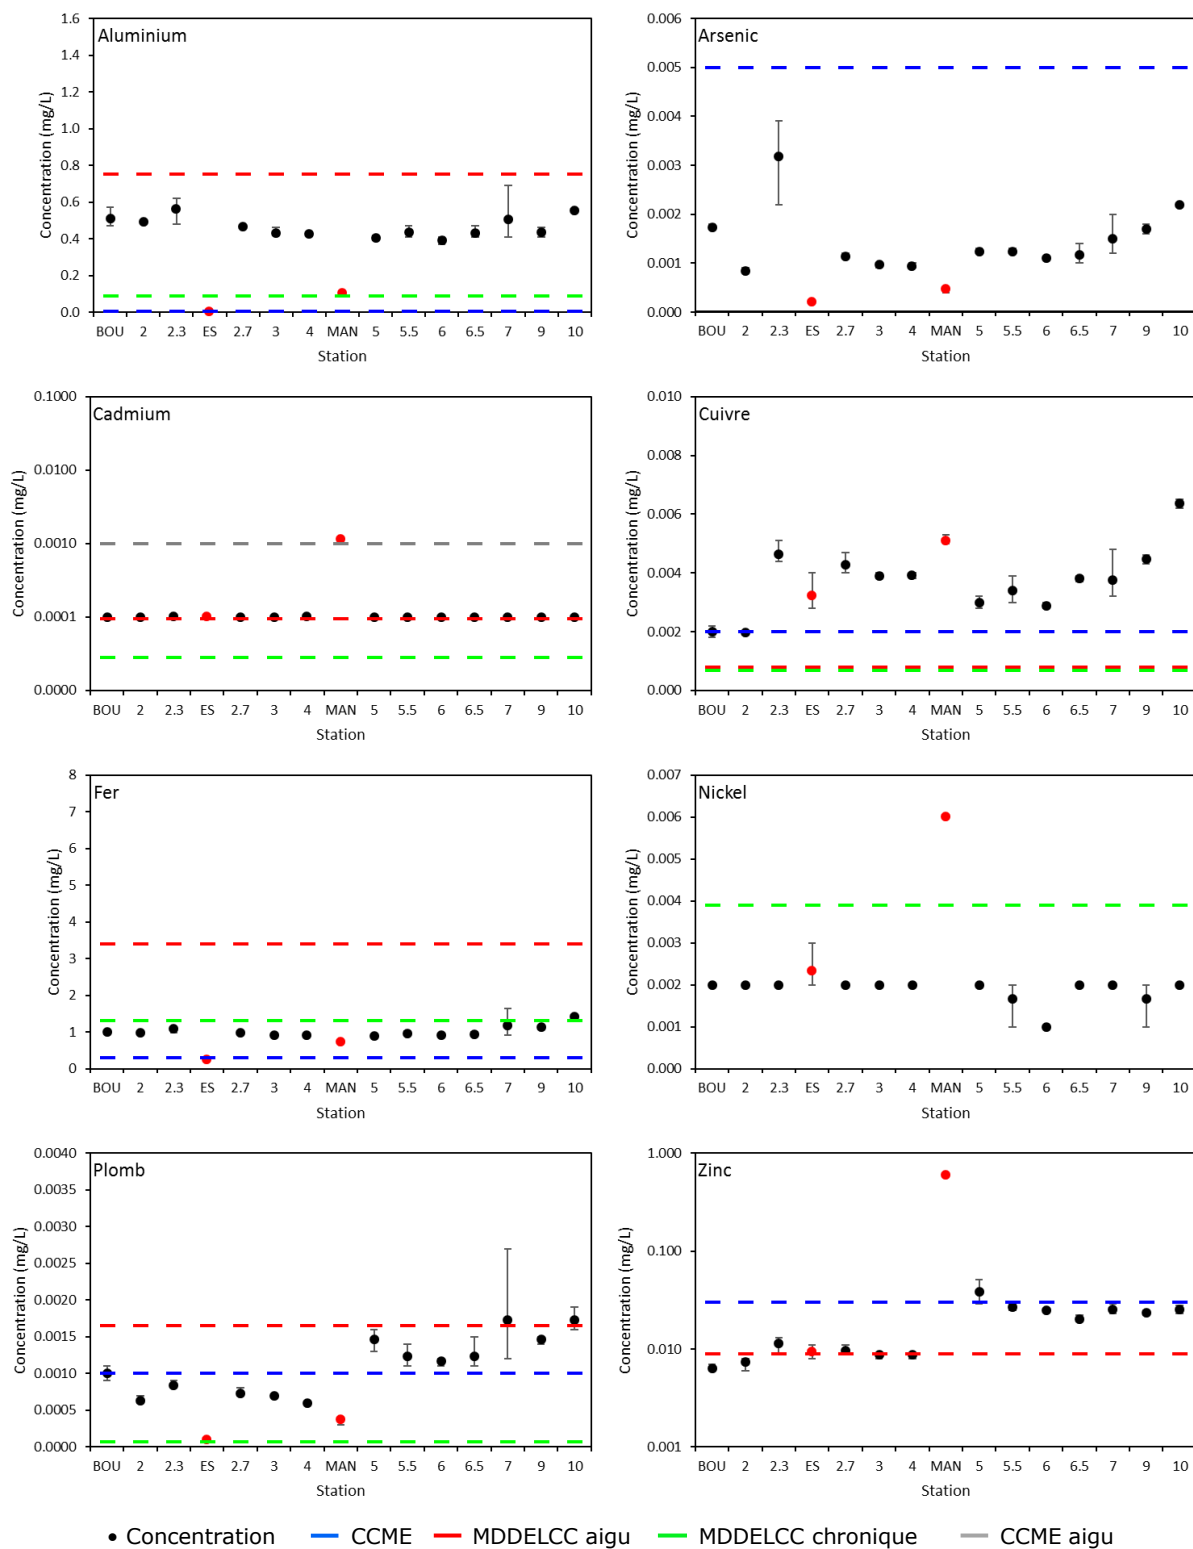 Aluminium
Concentration (mg/L)
1.6
1.4
1.2
1.0
0.8
0.6
0.4
0.2
0.0
BOU 2 2.3 ES 2.7 3 4 MAN 5 5.5 6 6.5 7 9 10
Station
Arsenic
Concentration (mg/L)
0.006
0.005
0.004
0.003
0.002
0.001
0.000
BOU 2 2.3 ES 2.7 3 4 MAN 5 5.5 6 6.5 7 9 10
Station
Cadmium
Concentration (mg/L)
0.1000
0.0100
0.0010
0.0001
0.0000
BOU 2 2.3 ES 2.7 3 4 MAN 5 5.5 6 6.5 7 9 10
Station
Cuivre
Concentration (mg/L)
0.010
0.008
0.006
0.004
0.002
0.000
BOU 2 2.3 ES 2.7 3 4 MAN 5 5.5 6 6.5 7 9 10
Station
Fer
Concentration (mg/L)
8
7
6
5
4
3
2
1
0
BOU 2 2.3 ES 2.7 3 4 MAN 5 5.5 6 6.5 7 9 10
Station
Nickel
Concentration (mg/L)
0.007
0.006
0.005
0.004
0.003
0.002
0.001
0.000
BOU 2 2.3 ES 2.7 3 4 MAN 5 5.5 6 6.5 7 9 10
Station
Plomb
Concentration (mg/L)
0.0040
0.0035
0.0030
0.0025
0.0020
0.0015
0.0010
0.0005
0.0000
BOU 2 2.3 ES 2.7 3 4 MAN 5 5.5 6 6.5 7 9 10
Station
Zinc
Concentration (mg/L)
1.000
0.100
0.010
0.001
BOU 2 2.3 ES 2.7 3 4 MAN 5 5.5 6 6.5 7 9 10
Station
Concentration CCME MDDELCC aigu MDDELCC chronique CCME aigu